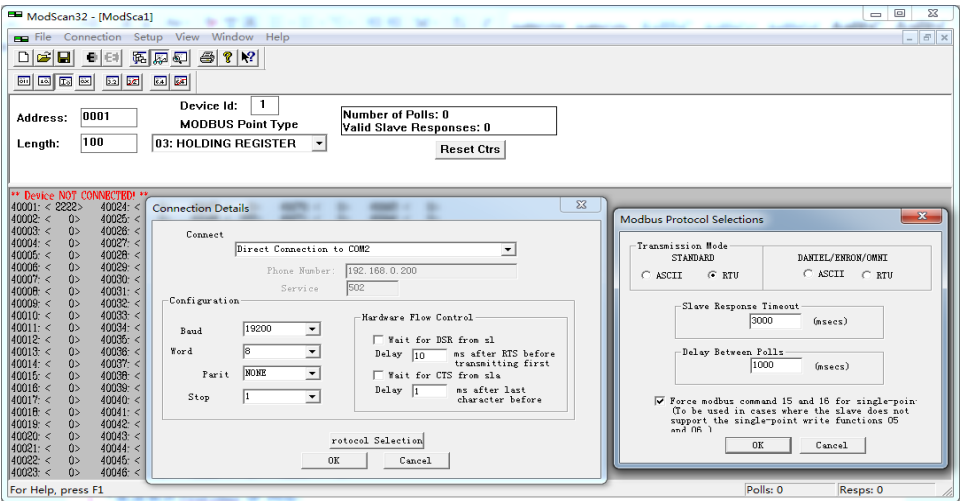 ModScan32 - [ModSca1]
File Connection Setup View Window Help
Address: 0001
Device Id: 1
MODBUS Point Type
Length: 100
03: HOLDING REGISTER
Number of Polls: 0
Valid Slave Responses: 0
Reset Ctrs
** Device NOT CONNECTED! **
40001: < 2222> 40024: <
40002: < 0> 40025: <
40003: < 0> 40026: <
40004: < 0> 40027: <
40005: < 0> 40028: <
40006: < 0> 40029: <
40007: < 0> 40030: <
40008: < 0> 40031: <
40009: < 0> 40032: <
40010: < 0> 40033: <
40011: < 0> 40034: <
40012: < 0> 40035: <
40013: < 0> 40036: <
40014: < 0> 40037: <
40015: < 0> 40038: <
40016: < 0> 40039: <
40017: < 0> 40040: <
40018: < 0> 40041: <
40019: < 0> 40042: <
40020: < 0> 40043: <
40021: < 0> 40044: <
40022: < 0> 40045: <
40023: < 0> 40046: <
Connection Details
Connect
Direct Connection to COM2
Phone Number: 192.168.0.200
Service 502
Configuration
Baud 19200
Word 8
Parit NONE
Stop 1
Hardware Flow Control
Wait for DSR from sl
Delay 10 ms after RTS before
transmitting first
Wait for CTS from sla
Delay 1 ms after last
character before
rotocol Selection
OK Cancel
Modbus Protocol Selections
Transmission Mode
STANDARD DANIEL/ENRON/OMNI
ASCII RTU ASCII RTU
Slave Response Timeout
3000 (msecs)
Delay Between Polls
1000 (msecs)
Force modbus command 15 and 16 for single-poin
(To be used in cases where the slave does not
support the single-point write functions 05
and 06.)
OK Cancel
For Help, press F1
Polls: 0
Resps: 0